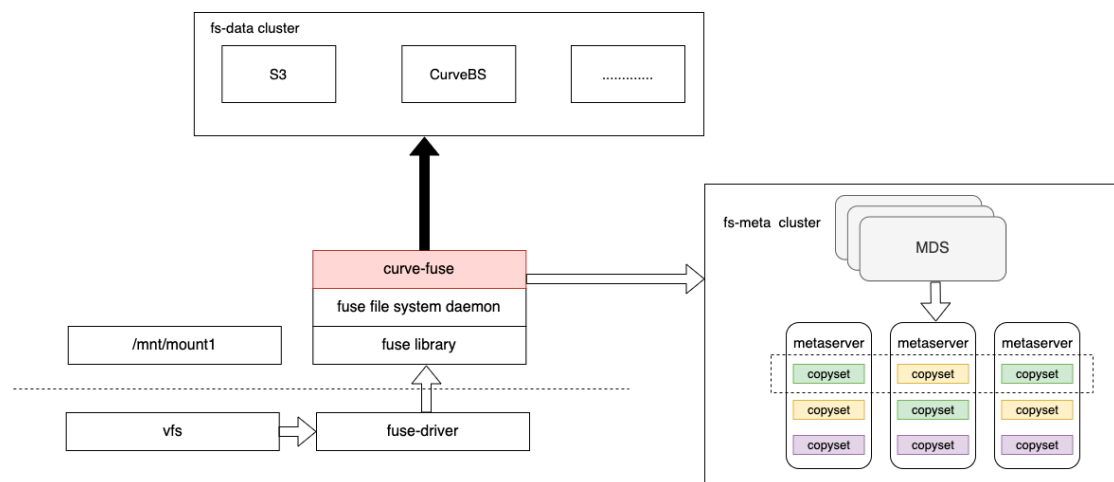 fs-data cluster
S3
CurveBS
.............
fs-meta cluster
MDS
curve-fuse
fuse file system daemon
fuse library
/mnt/mount1
metaserver
metaserver
metaserver
copyset
copyset
copyset
copyset
copyset
copyset
copyset
copyset
copyset
vfs
fuse-driver